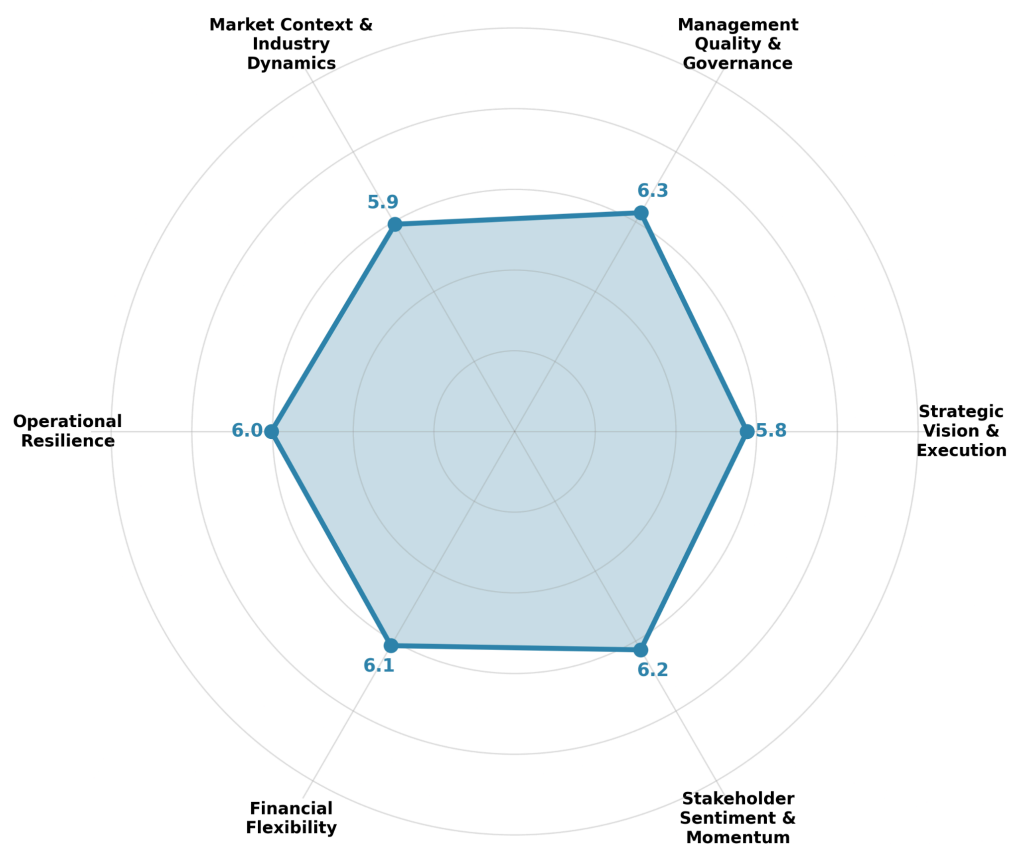 Market Context &
Industry
Dynamics
Management
Quality &
Governance
5.9
6.3
Operational
Resilience
6.0
5.8
Strategic
Vision &
Execution
6.1
6.2
Financial
Flexibility
Stakeholder
Sentiment &
Momentum